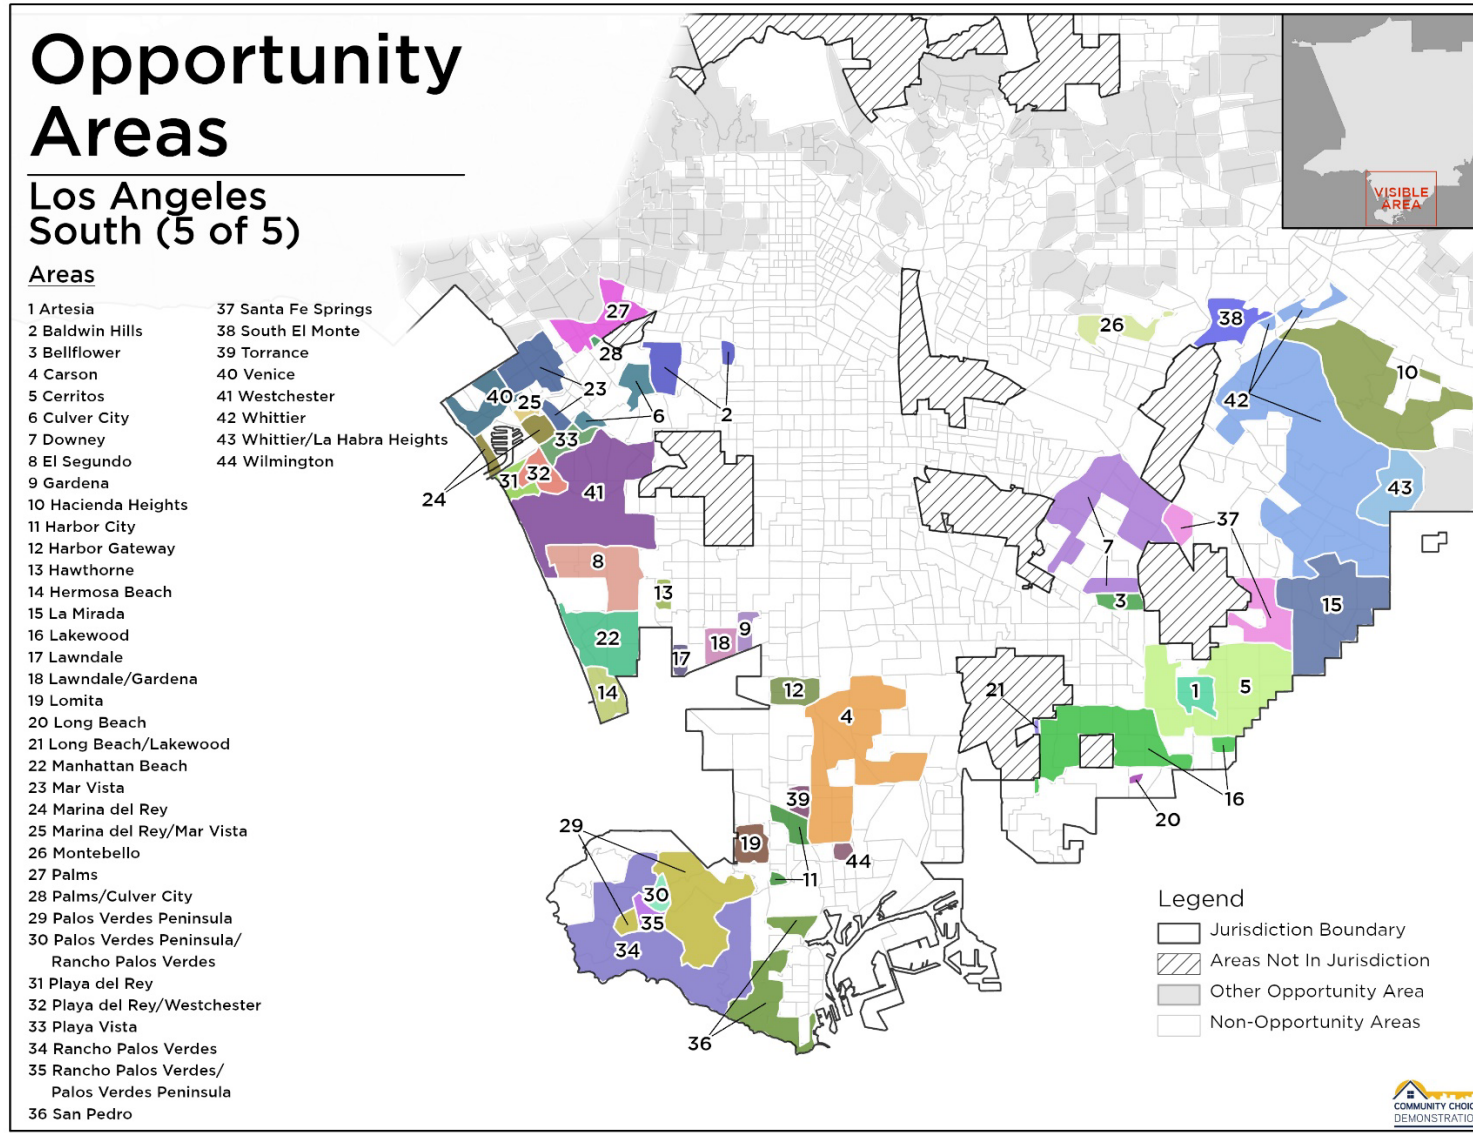 Opportunity
Areas
Los Angeles
South (5 of 5)
Areas
1 Artesia
2 Baldwin Hills
3 Bellflower
4 Carson
5 Cerritos
6 Culver City
7 Downey
8 El Segundo
9 Gardena
10 Hacienda Heights
11 Harbor City
12 Harbor Gateway
13 Hawthorne
14 Hermosa Beach
15 La Mirada
16 Lakewood
17 Lawndale
18 Lawndale/Gardena
19 Lomita
20 Long Beach
21 Long Beach/Lakewood
22 Manhattan Beach
23 Mar Vista
24 Marina del Rey
25 Marina del Rey/Mar Vista
26 Montebello
27 Palms
28 Palms/Culver City
29 Palos Verdes Peninsula
30 Palos Verdes Peninsula/
Rancho Palos Verdes
31 Playa del Rey
32 Playa del Rey/Westchester
33 Playa Vista
34 Rancho Palos Verdes
35 Rancho Palos Verdes/
Palos Verdes Peninsula
36 San Pedro
37 Santa Fe Springs
38 South El Monte
39 Torrance
40 Venice
41 Westchester
42 Whittier
43 Whittier/La Habra Heights
44 Wilmington
VISIBLE
AREA
27
28
26
38
10
23
40
25
6
2
42
33
31
32
41
24
43
37
8
7
13
3
15
22
9
18
17
14
12
4
21
1
5
39
16
20
29
19
44
11
30
35
34
36
Legend
Jurisdiction Boundary
Areas Not In Jurisdiction
Other Opportunity Area
Non-Opportunity Areas
COMMUNITY CHOIC
DEMONSTRATIO